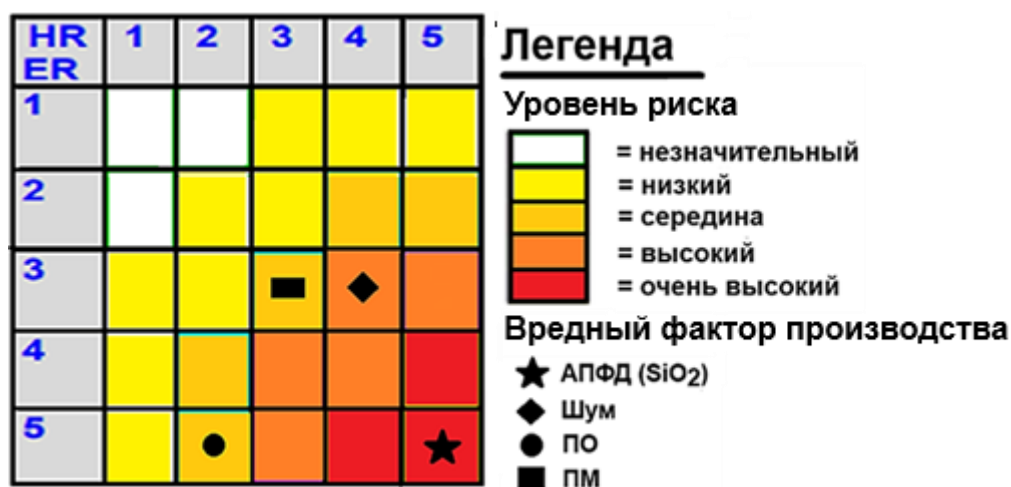 HR 1 2 3 4 5
ER
1
2
3
4
5
Легенда
Уровень риска
= незначительный
= низкий
= середина
= высокий
= очень высокий
Вредный фактор производства
АПФД (SiO2)
Шум
ПО
ПМ